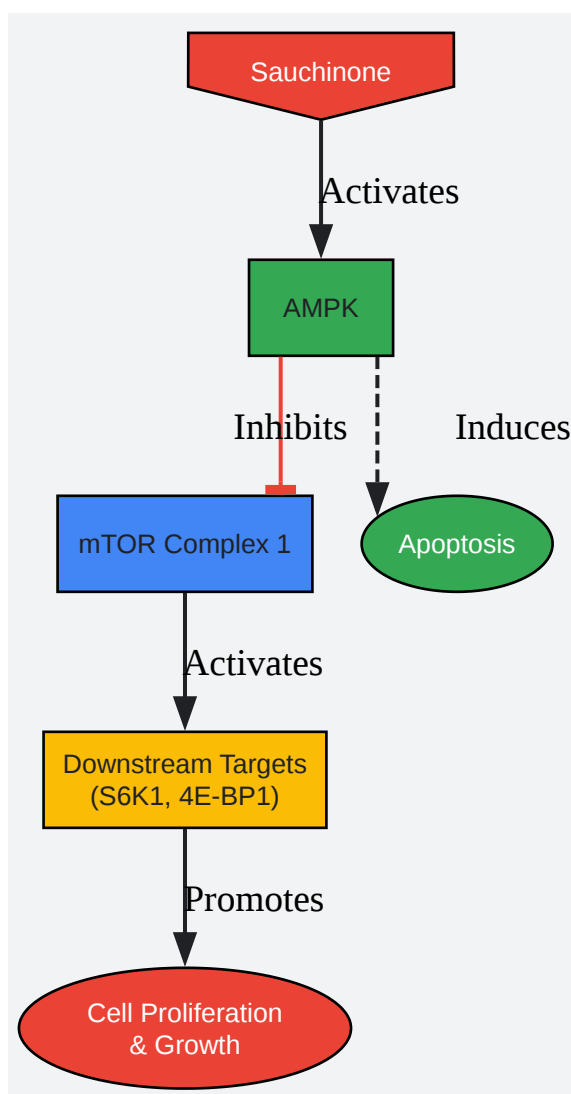 Sauchinone
Activates
AMPK
Inhibits
Induces
mTOR Complex 1
Apoptosis
Activates
Downstream Targets
(S6K1, 4E-BP1)
Promotes
Cell Proliferation
& Growth